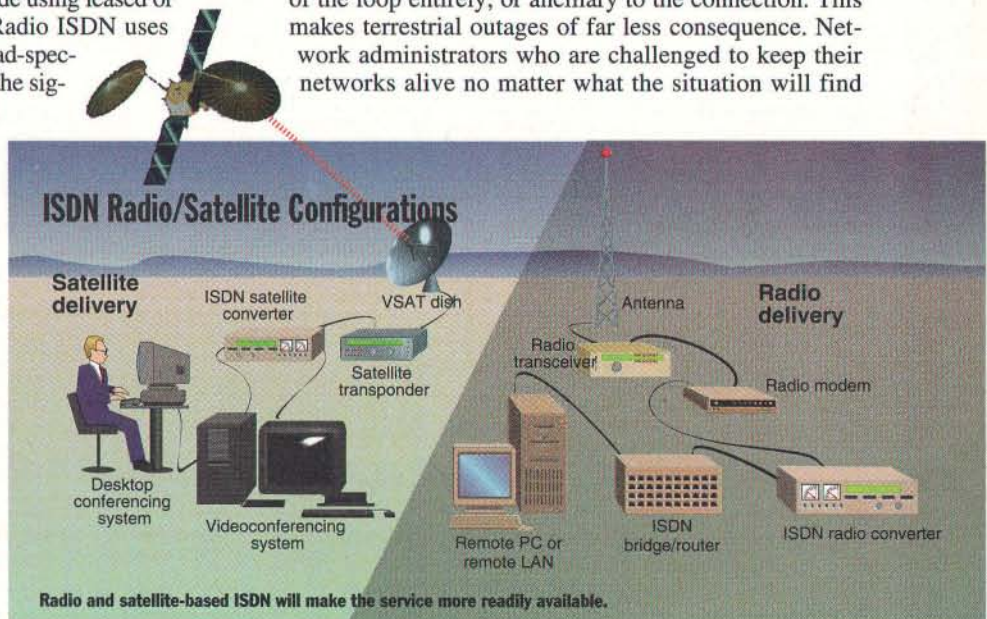 de using leased or
Radio ISDN uses
ad-spec-
he sig-
of the loop entirely, or ancillary to the connection. This
makes terrestrial outages of far less consequence. Net-
work administrators who are challenged to keep their
networks alive no matter what the situation will find
ISDN Radio/Satellite Configurations
Satellite
delivery
ISDN satellite
converter
VSAT dish
Satellite
transponder
Desktop
conferencing
system
Videoconferencing
system
Antenna
Radio
delivery
Radio
transceiver
Radio modem
Remote PC or
remote LAN
ISDN
bridge/router
ISDN radio converter
Radio and satellite-based ISDN will make the service more readily available.